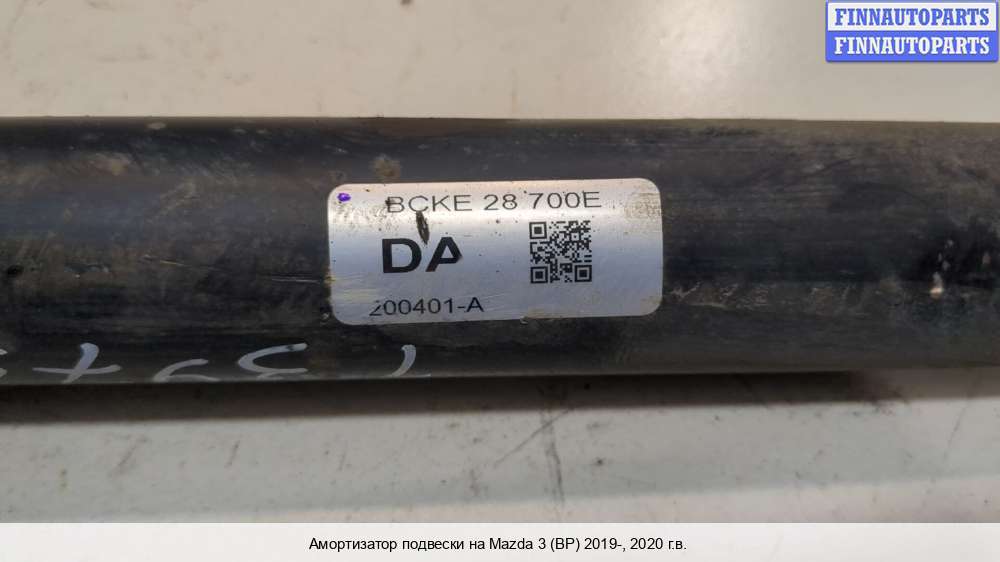 FINNAUTOPARTS
FINNAUTOPARTS
BCKE 28 700E
DA
200401-A
Амортизатор подвески на Mazda 3 (BP) 2019-, 2020 г.в.